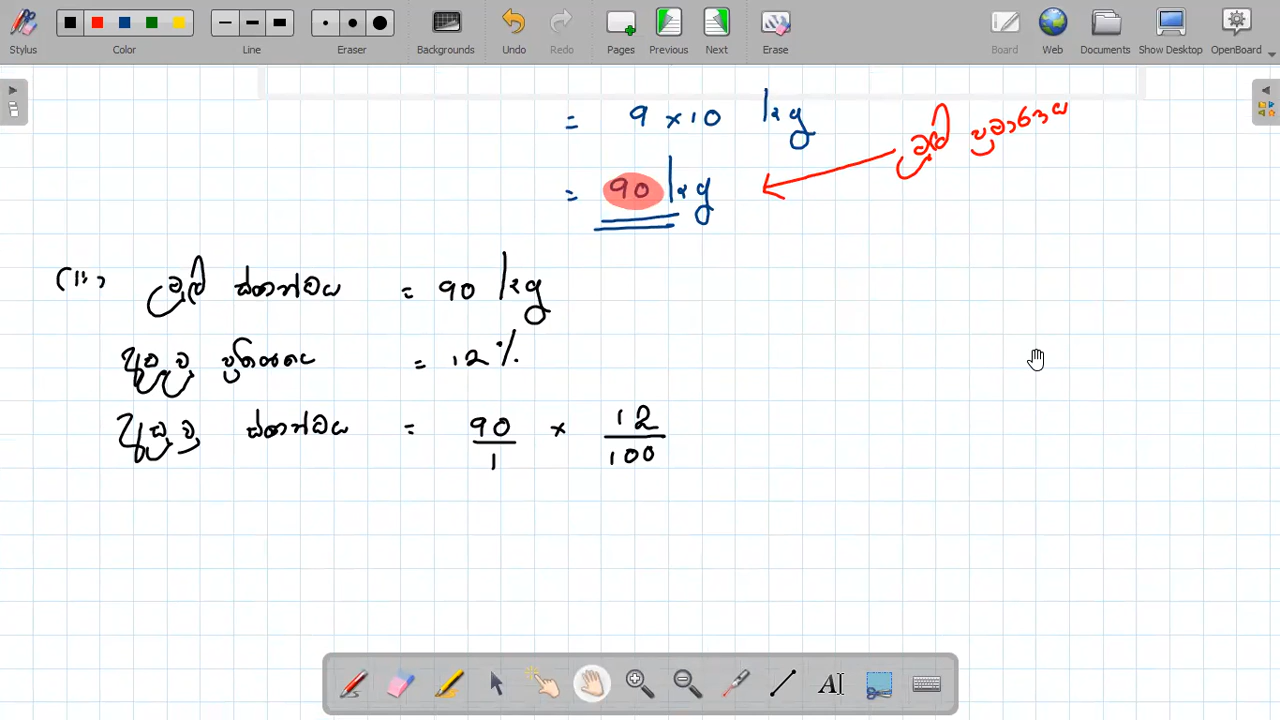 Stylus Color Line Eraser Backgrounds Undo Redo Pages Previous Next Erase Board Web Documents Show Desktop OpenBoard
= 9 × 10 kg
මුළු ප්‍රමාණය
= 90 kg
(ii) මුළු ස්කන්ධය = 90 kg
ප්‍රතිශතය = 12 %
ස්කන්ධය = 90/1 × 12/100